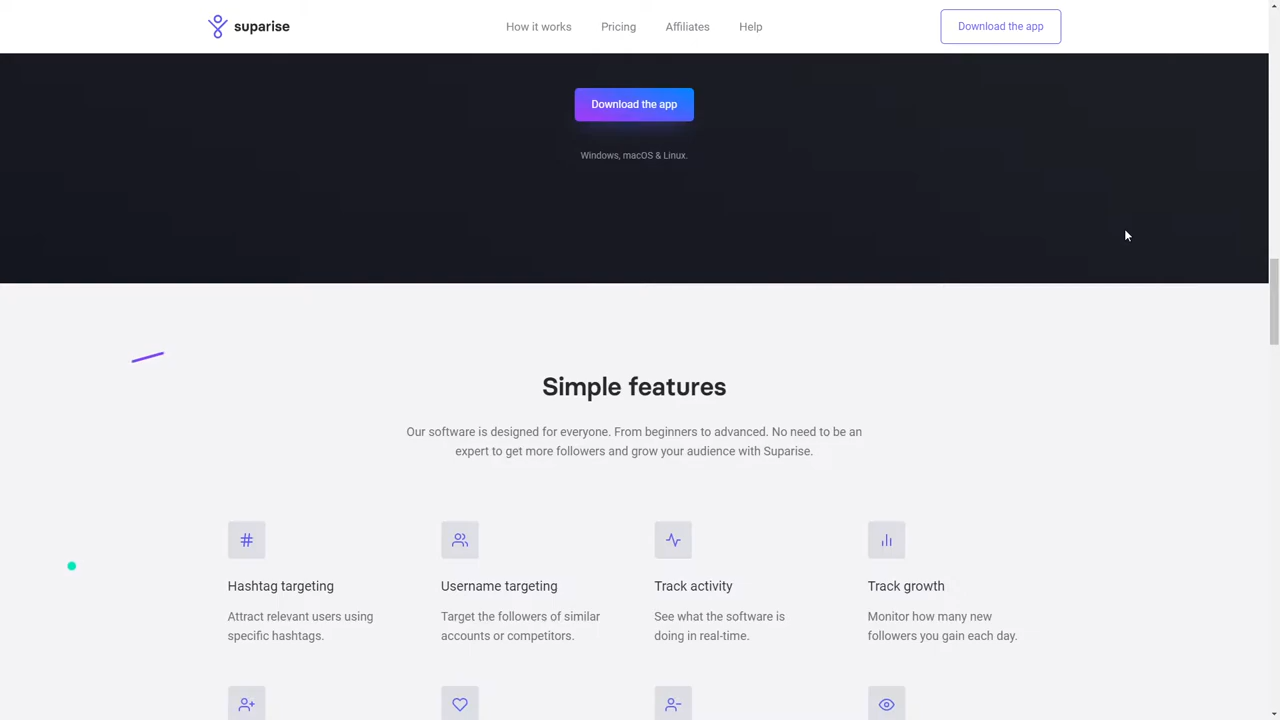 suparise
How it works
Pricing
Affiliates
Help
Download the app
Download the app
Windows, macOS & Linux.
Simple features
Our software is designed for everyone. From beginners to advanced. No need to be an
expert to get more followers and grow your audience with Suparise.
Hashtag targeting
Attract relevant users using
specific hashtags.
Username targeting
Target the followers of similar
accounts or competitors.
Track activity
See what the software is
doing in real-time.
Track growth
Monitor how many new
followers you gain each day.